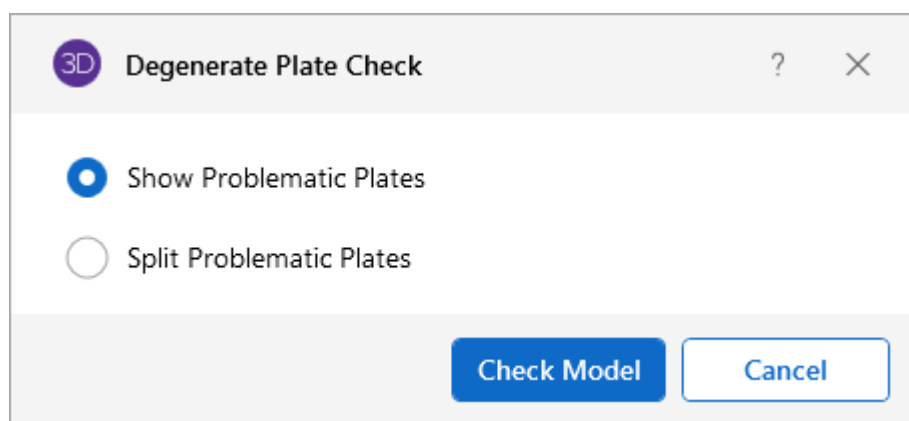 3D Degenerate Plate Check ?
Show Problematic Plates
Split Problematic Plates
Check Model Cancel